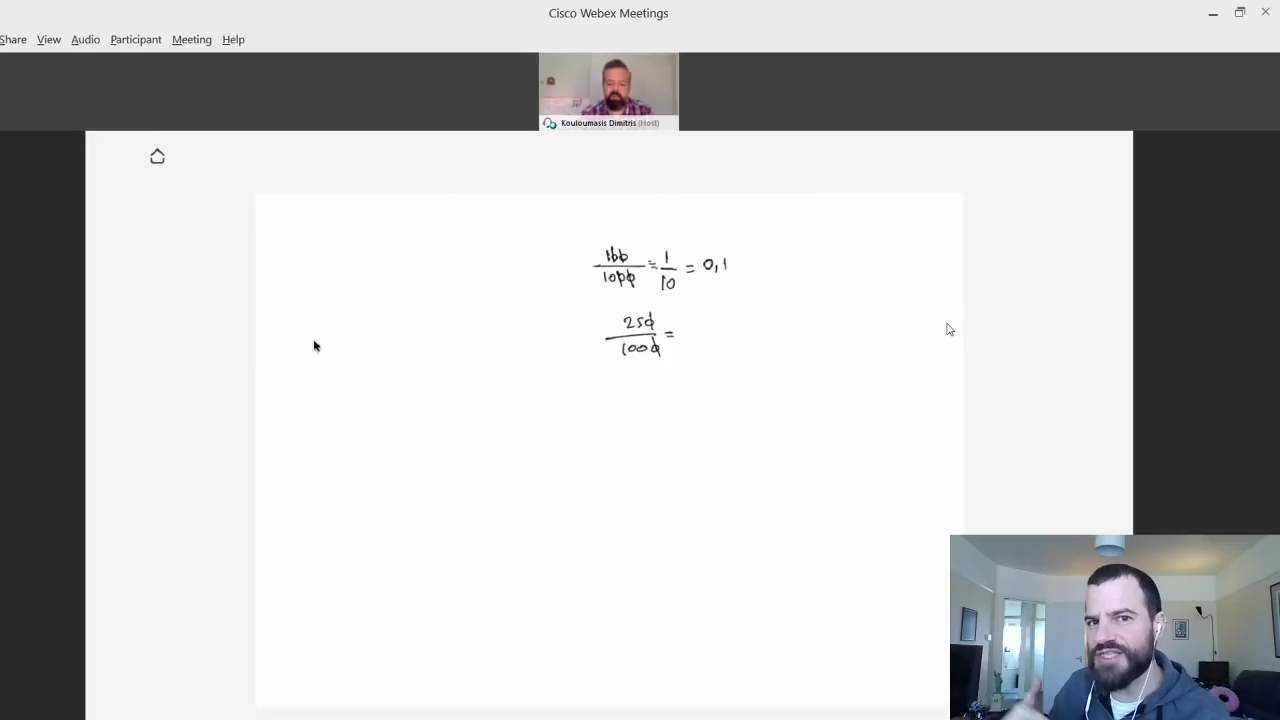 Cisco Webex Meetings
Share View Audio Participant Meeting Help
Kouloumasis Dimitris (Host)
100/1000 = 1/10 = 0,1
250/1000 =